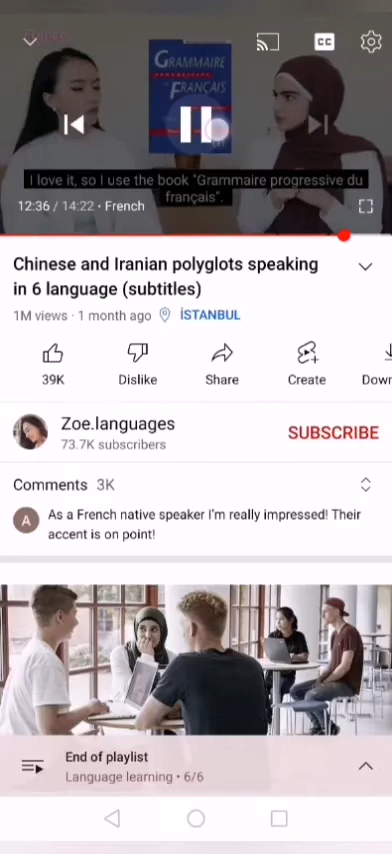 CC
GRAMMAIRE
FRANÇAIS
I love it, so I use the book "Grammaire progressive du
français".
12:36 / 14:22 • French
Chinese and Iranian polyglots speaking
in 6 language (subtitles)
1M views · 1 month ago İSTANBUL
39K Dislike Share Create Down
Zoe.languages
73.7K subscribers
SUBSCRIBE
Comments 3K
A
As a French native speaker I'm really impressed! Their
accent is on point!
End of playlist
Language learning • 6/6